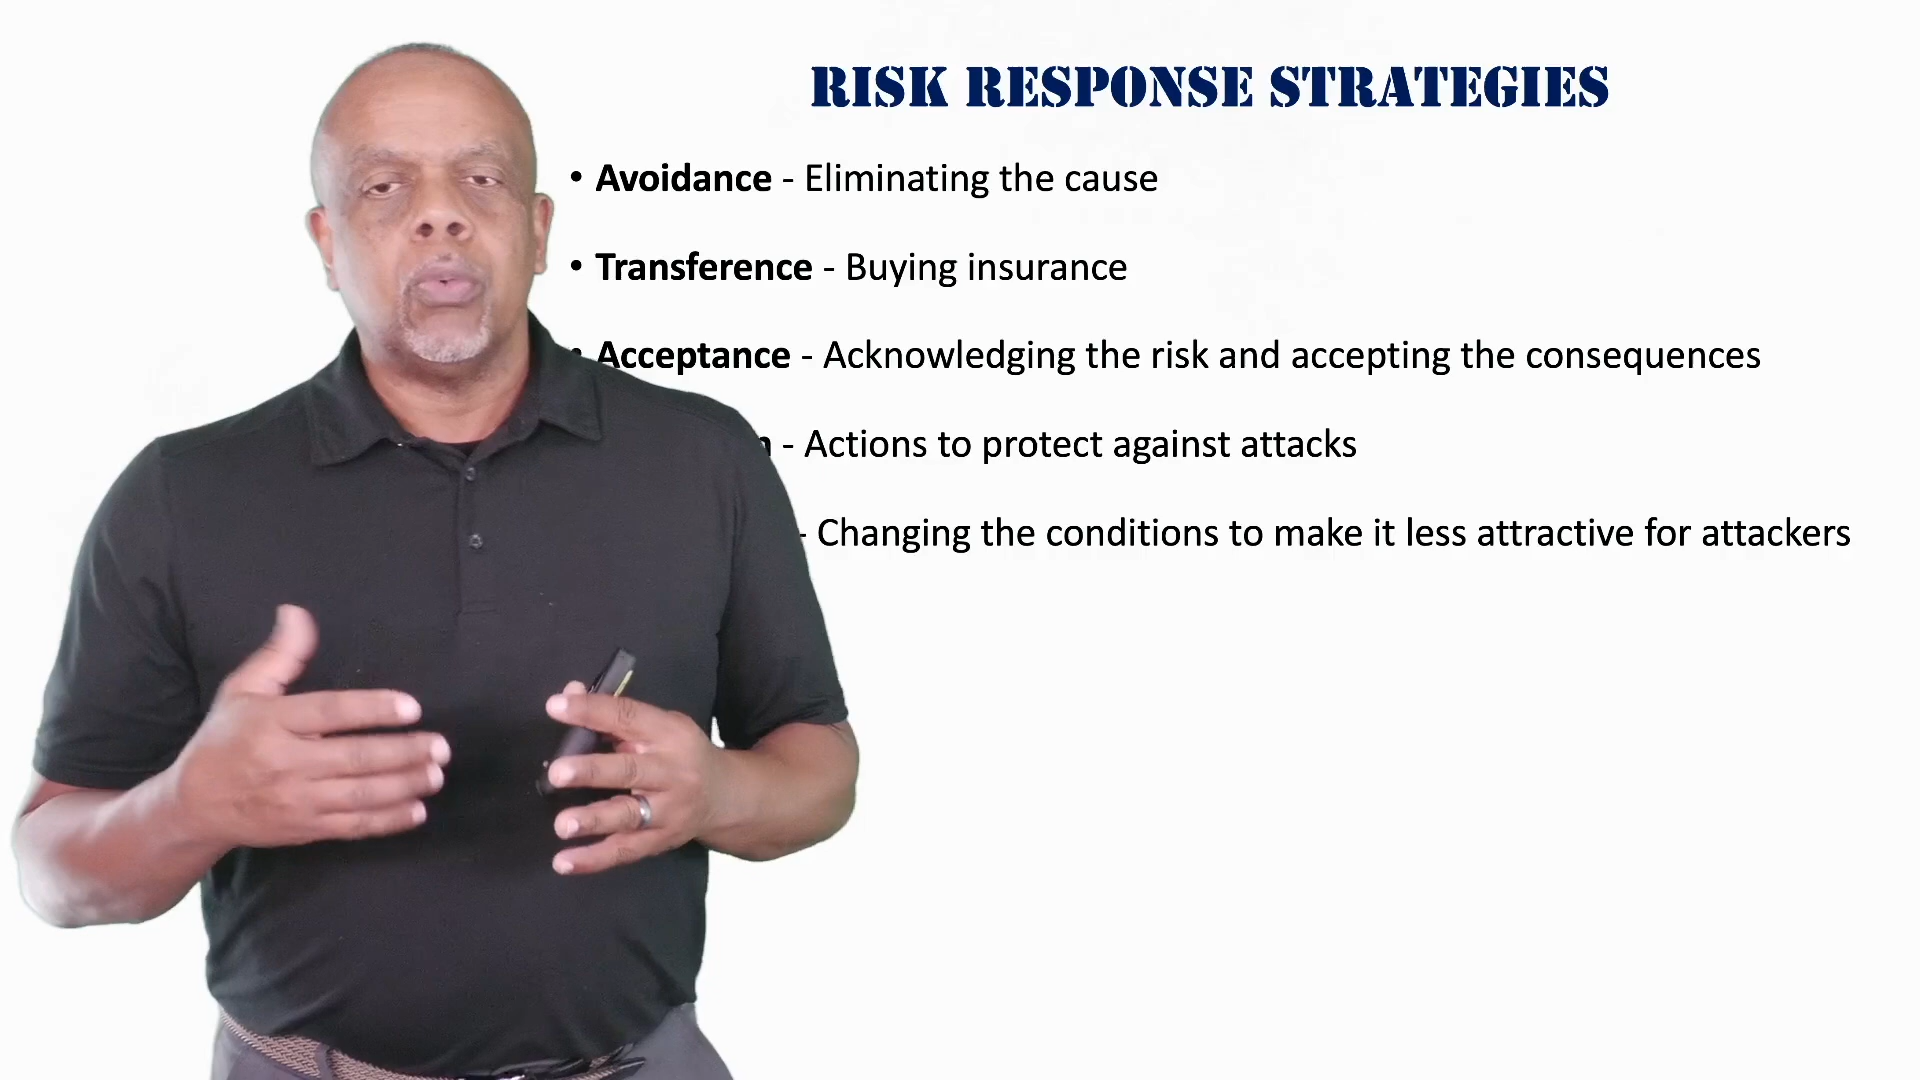 RISK RESPONSE STRATEGIES
• Avoidance - Eliminating the cause
• Transference - Buying insurance
• Acceptance - Acknowledging the risk and accepting the consequences
- Actions to protect against attacks
- Changing the conditions to make it less attractive for attackers